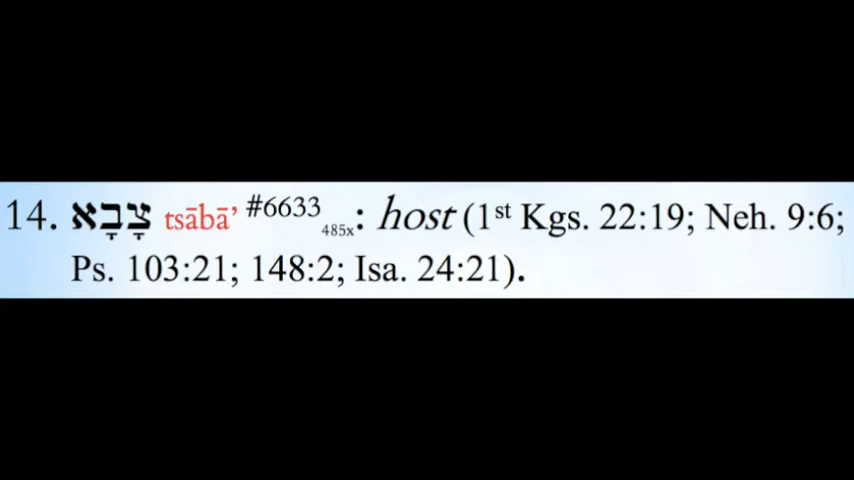 14. צָבָא tsābā’ #6633 485x: host (1st Kgs. 22:19; Neh. 9:6;
Ps. 103:21; 148:2; Isa. 24:21).